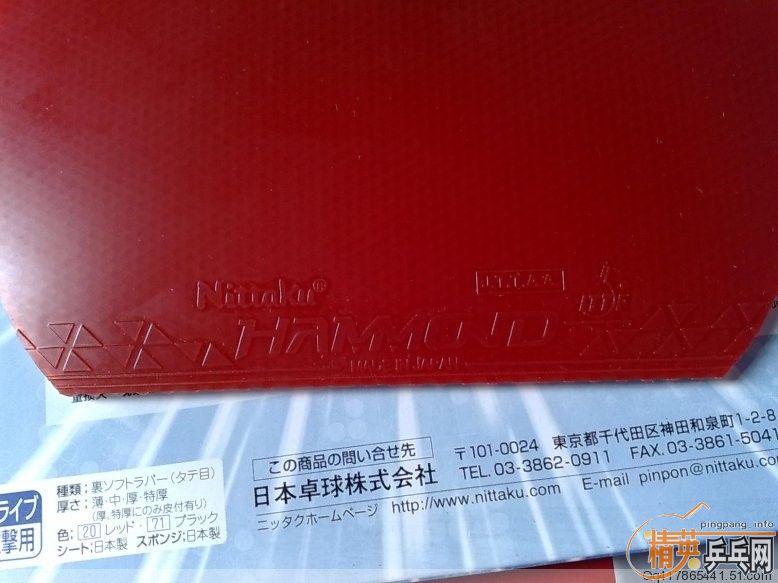 Nittaku®
J.T.T.A.A
ITTF
HAMMOND
MADE IN JAPAN
この商品の問い合せ先
日本卓球株式会社
ニッタクホームページ http://www.nittaku.com
〒101-0024 東京都千代田区神田和泉町1-2-8
TEL. 03-3862-0911 FAX. 03-3861-5041
E-mail pinpon@nittaku.
ライブ
撃用
種類:裏ソフトラバー(タテ目)
厚さ:薄・中・厚・特厚
(厚、特厚にのみ皮付有り)
色:20 レッド・71 ブラック
シート:日本製 スポンジ:日本製
pingpang.info
精英乒乓网